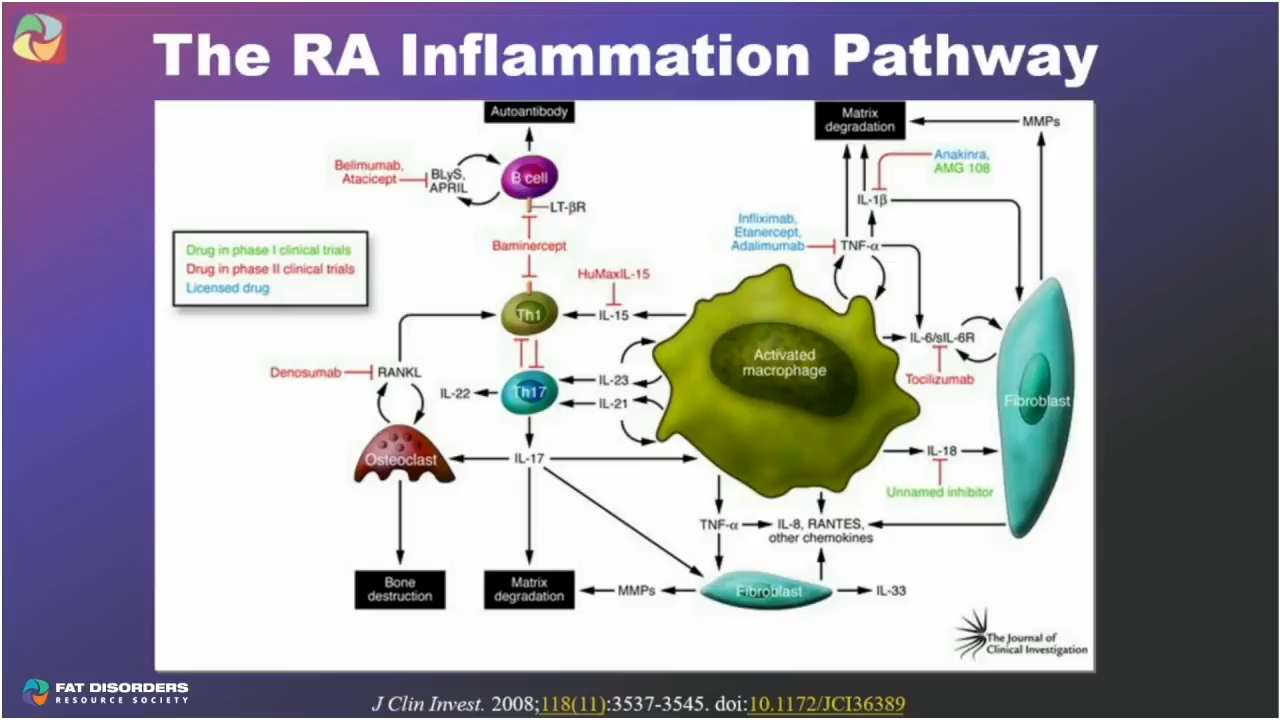 The RA Inflammation Pathway
Autoantibody
Matrix
degradation
MMPs
Belimumab,
Atacicept
BLyS,
APRIL
B cell
LT-βR
Anakinra,
AMG 108
IL-1β
Baminercept
Infliximab,
Etanercept,
Adalimumab
TNF-α
Drug in phase I clinical trials
Drug in phase II clinical trials
Licensed drug
HuMaxIL-15
Th1
IL-15
Activated
macrophage
IL-6/sIL-6R
Tocilizumab
Fibroblast
Denosumab
RANKL
IL-22
Th17
IL-23
IL-21
Osteoclast
IL-17
IL-18
Unnamed inhibitor
TNF-α
IL-8, RANTES,
other chemokines
Bone
destruction
Matrix
degradation
MMPs
Fibroblast
IL-33
The Journal of
Clinical Investigation
FAT DISORDERS
RESOURCE SOCIETY
J Clin Invest. 2008;118(11):3537-3545. doi:10.1172/JCI36389